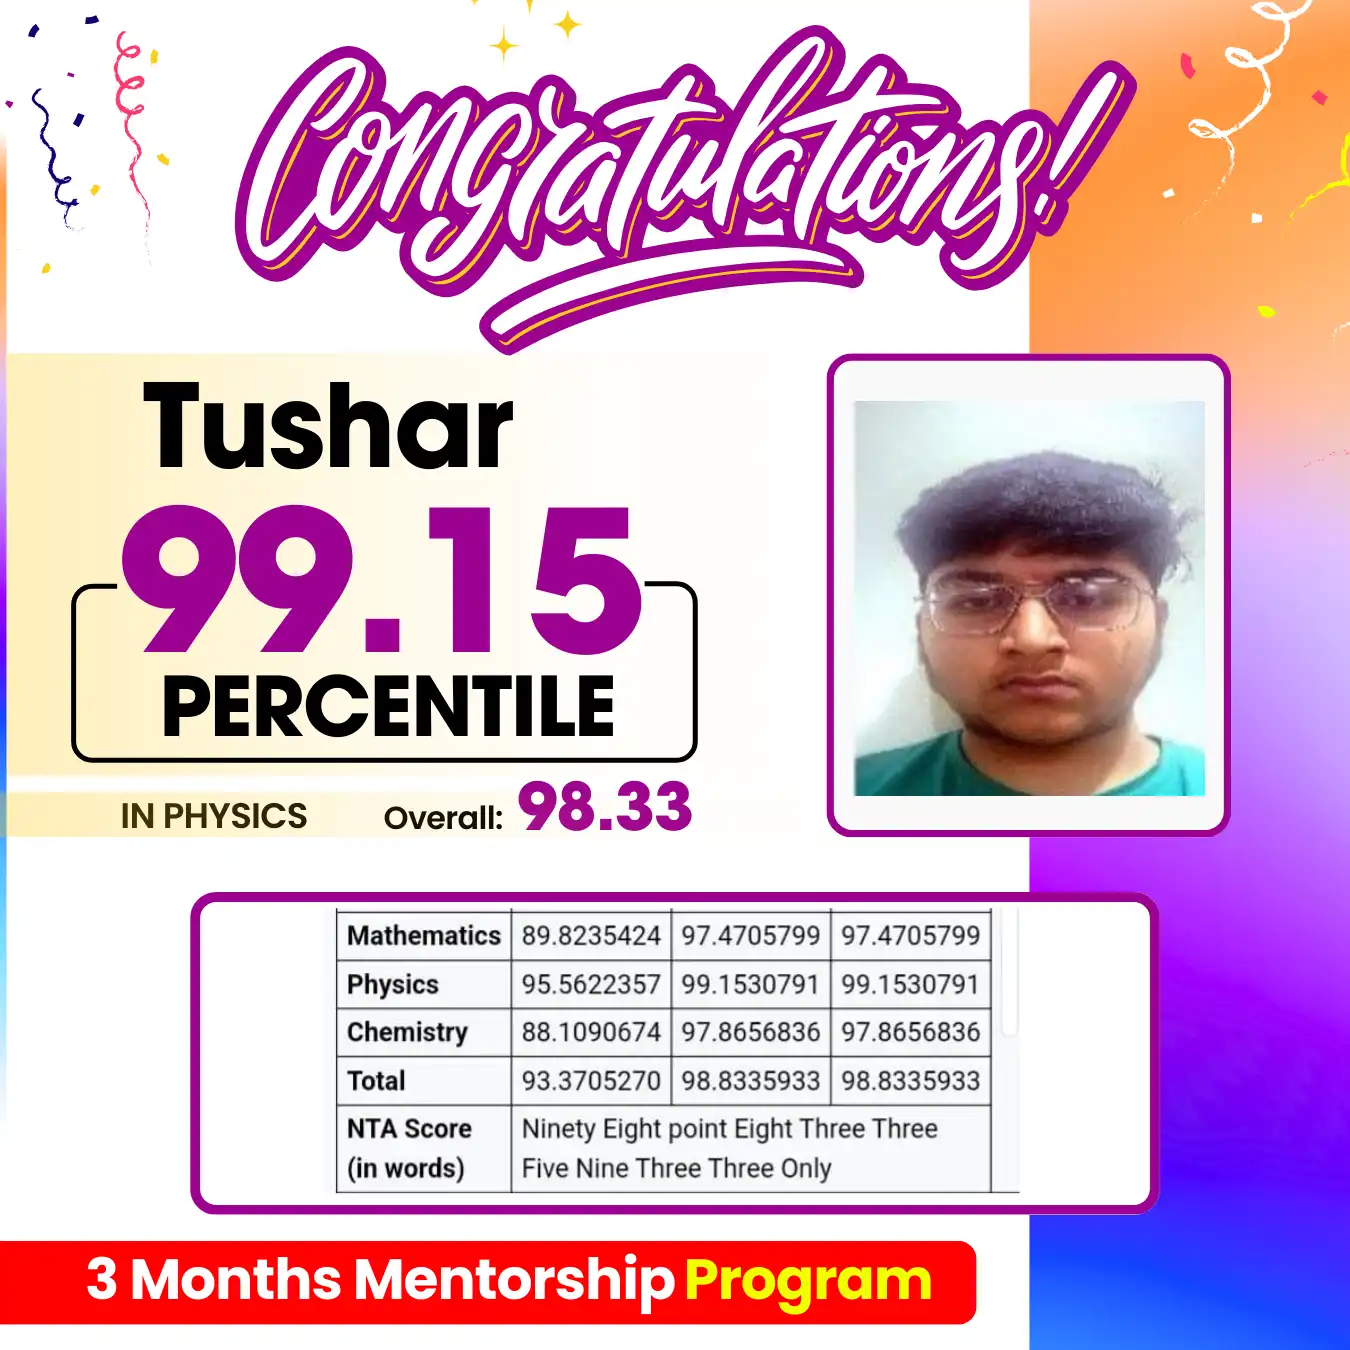 Congratulations!
Tushar
99.15
PERCENTILE
IN PHYSICS Overall: 98.33
Mathematics 89.8235424 97.4705799 97.4705799
Physics 95.5622357 99.1530791 99.1530791
Chemistry 88.1090674 97.8656836 97.8656836
Total 93.3705270 98.8335933 98.8335933
NTA Score Ninety Eight point Eight Three Three
(in words) Five Nine Three Three Only
3 Months Mentorship Program